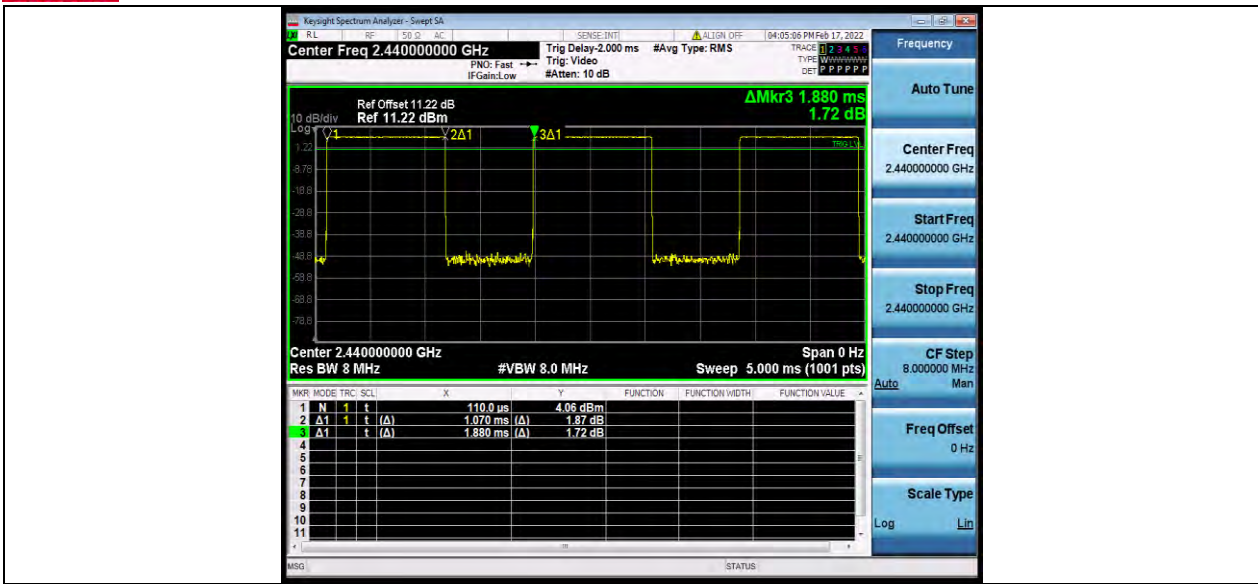 Keysight Spectrum Analyzer - Swept SA
RL RF 50 Ω AC SENSE:INT ALIGN OFF 04:05:06 PM Feb 17, 2022
Center Freq 2.440000000 GHz Trig Delay-2.000 ms #Avg Type: RMS TRACE 1 2 3 4 5 6
PNO: Fast Trig: Video TYPE WWWWWW
IFGain:Low #Atten: 10 dB DET P P P P P P
Frequency
Auto Tune
ΔMkr3 1.880 ms
Ref Offset 11.22 dB
10 dB/div Ref 11.22 dBm 1.72 dB
Log
1 2Δ1 3Δ1
1.22
-8.78
-18.8
-28.8
-38.8
-48.8
-58.8
-68.8
-78.8
Center Freq
2.440000000 GHz
Start Freq
2.440000000 GHz
Stop Freq
2.440000000 GHz
Center 2.440000000 GHz Span 0 Hz
Res BW 8 MHz #VBW 8.0 MHz Sweep 5.000 ms (1001 pts)
CF Step
8.000000 MHz
Auto Man
MKR MODE TRC SCL X Y FUNCTION FUNCTION WIDTH FUNCTION VALUE
1 N 1 t 110.0 µs 4.06 dBm
2 Δ1 1 t (Δ) 1.070 ms (Δ) 1.87 dB
3 Δ1 t (Δ) 1.880 ms (Δ) 1.72 dB
4
5
6
7
8
9
10
11
Freq Offset
0 Hz
Scale Type
Log Lin
MSG STATUS